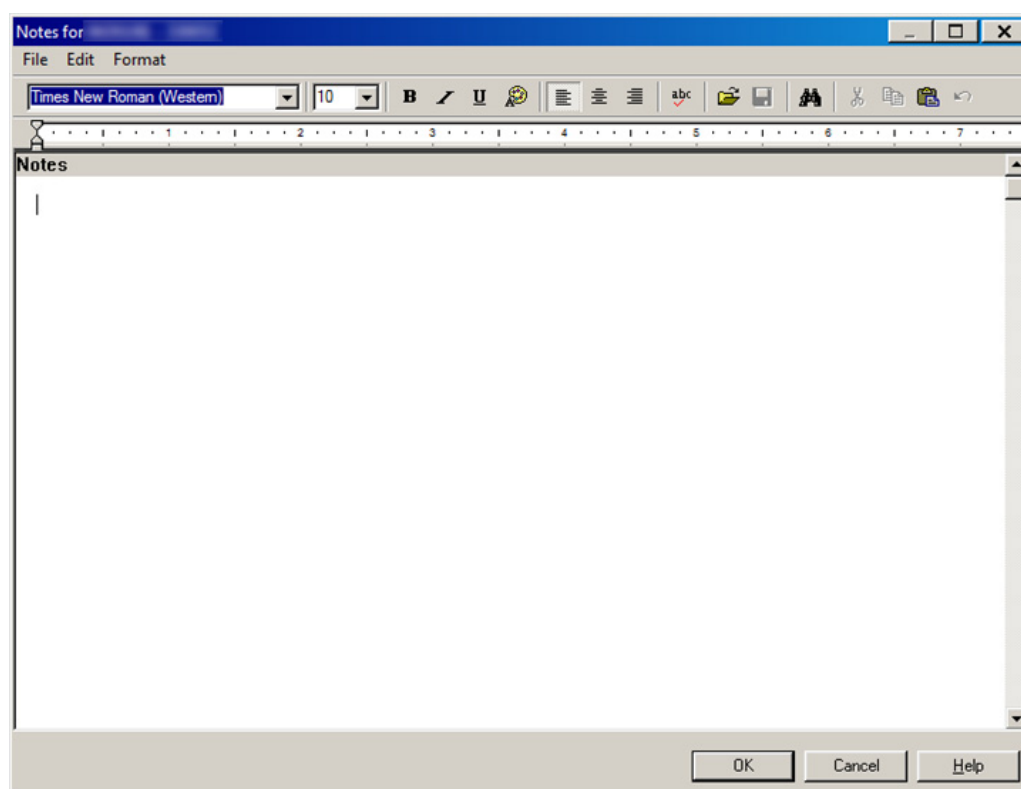 Notes for
File Edit Format
Times New Roman (Western) 10 B I U abc
1 2 3 4 5 6 7
Notes
OK Cancel Help